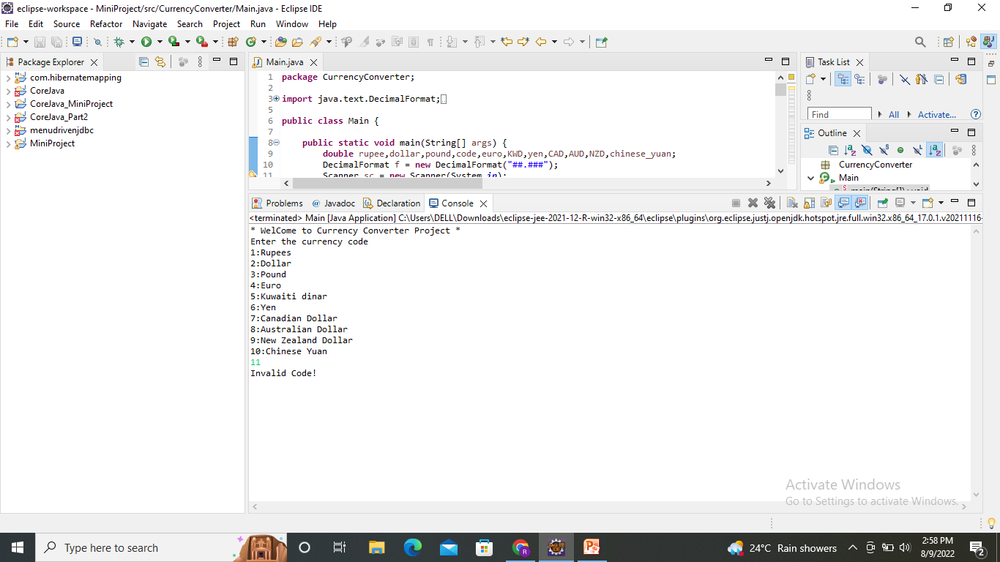 eclipse-workspace - MiniProject/src/CurrencyConverter/Main.java - Eclipse IDE
File Edit Source Refactor Navigate Search Project Run Window Help
Package Explorer
com.hibernatemapping
CoreJava
CoreJava_MiniProject
CoreJava_Part2
menudrivenjdbc
MiniProject
Main.java
1 package CurrencyConverter;
2
3 import java.text.DecimalFormat;
5
6 public class Main {
7
8 public static void main(String[] args) {
9 double rupee,dollar,pound,code,euro,KWD,yen,CAD,AUD,NZD,chinese_yuan;
10 DecimalFormat f = new DecimalFormat("##.###");
11 Scanner sc = new Scanner(System.in);
Task List
Find All Activate...
Outline
CurrencyConverter
Main
main(String[]) : void
Problems @ Javadoc Declaration Console
<terminated> Main [Java Application] C:\Users\DELL\Downloads\eclipse-jee-2021-12-R-win32-x86_64\eclipse\plugins\org.eclipse.justj.openjdk.hotspot.jre.full.win32.x86_64_17.0.1.v20211116-
* WelCome to Currency Converter Project *
Enter the currency code
1:Rupees
2:Dollar
3:Pound
4:Euro
5:Kuwaiti dinar
6:Yen
7:Canadian Dollar
8:Australian Dollar
9:New Zealand Dollar
10:Chinese Yuan
11
Invalid Code!
Activate Windows
Go to Settings to activate Windows.
Type here to search
24°C Rain showers
2:58 PM
8/9/2022
2